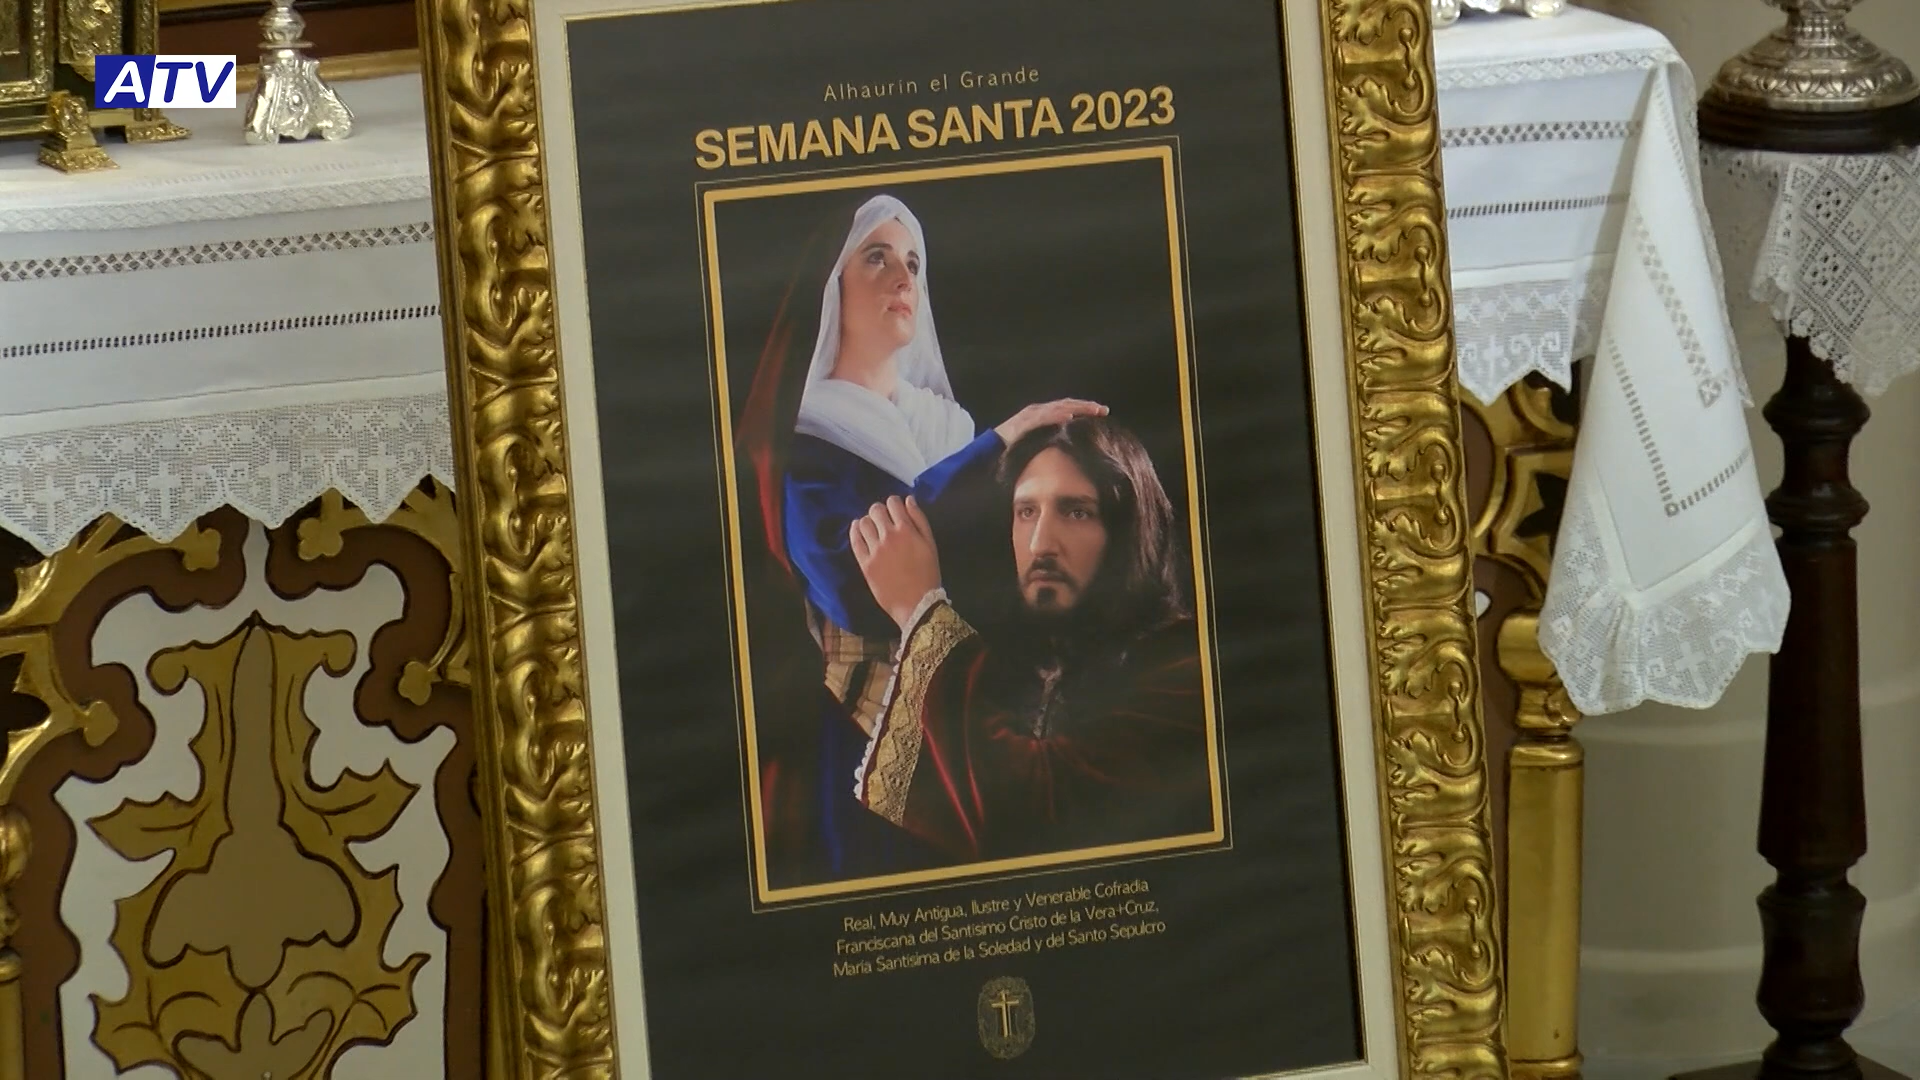 ATV
Alhaurín el Grande
SEMANA SANTA 2023
Real, Muy Antigua, Ilustre y Venerable Cofradía
Franciscana del Santísimo Cristo de la Vera+Cruz,
María Santísima de la Soledad y del Santo Sepulcro